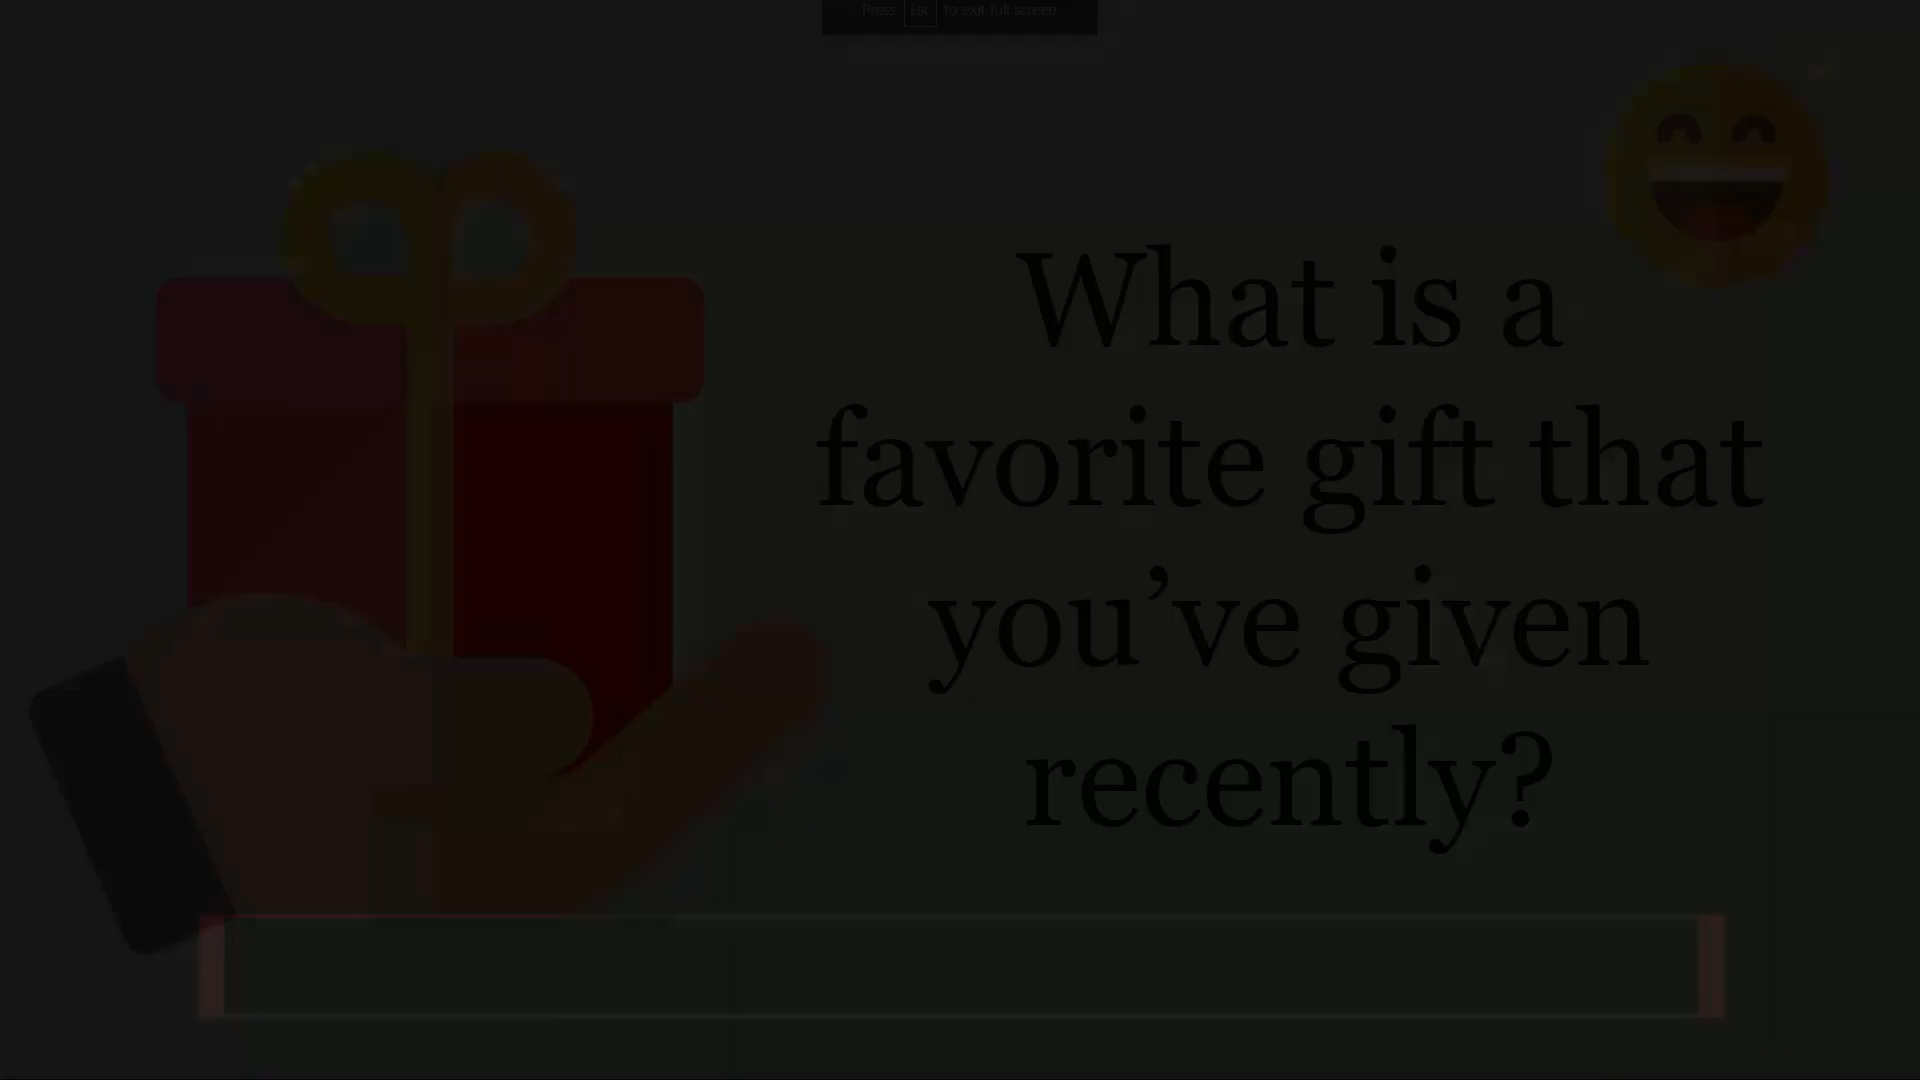 Press Esc to exit full screen
What is a
favorite gift that
you’ve given
recently?